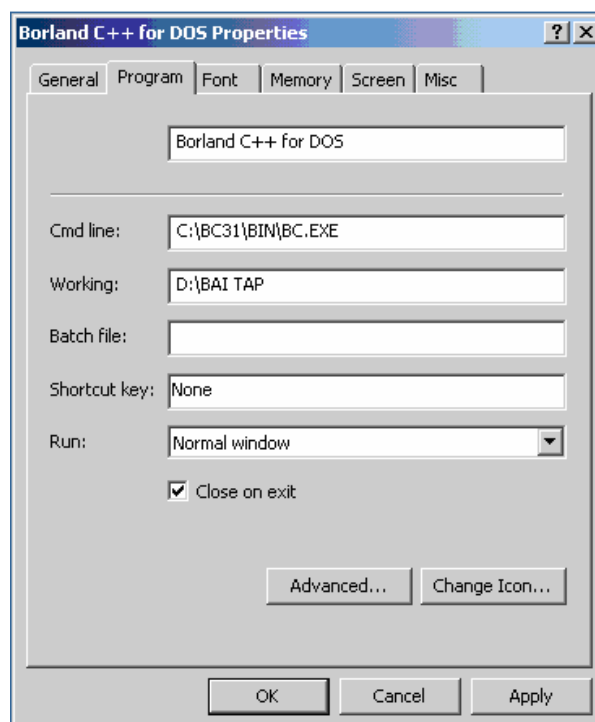 Borland C++ for DOS Properties
General Program Font Memory Screen Misc
Borland C++ for DOS
Cmd line: C:\BC31\BIN\BC.EXE
Working: D:\BAI TAP
Batch file:
Shortcut key: None
Run: Normal window
Close on exit
Advanced... Change Icon...
OK Cancel Apply